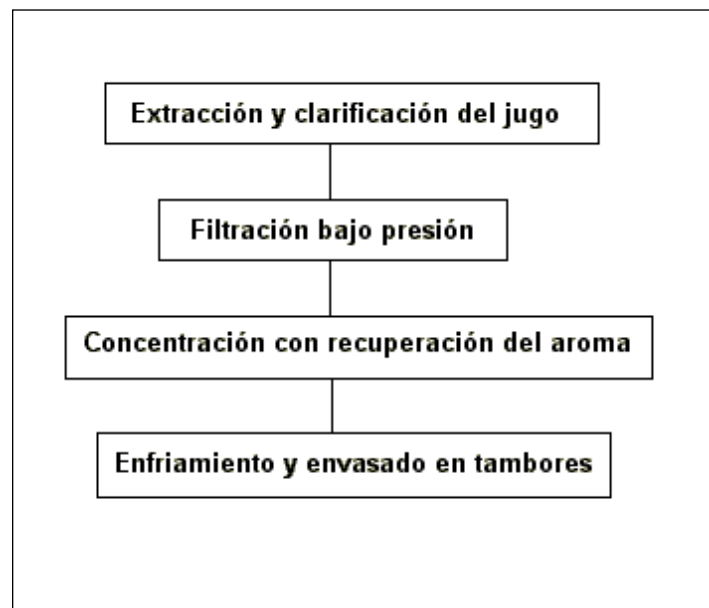 Extracción y clarificación del jugo
Filtración bajo presión
Concentración con recuperación del aroma
Enfriamiento y envasado en tambores